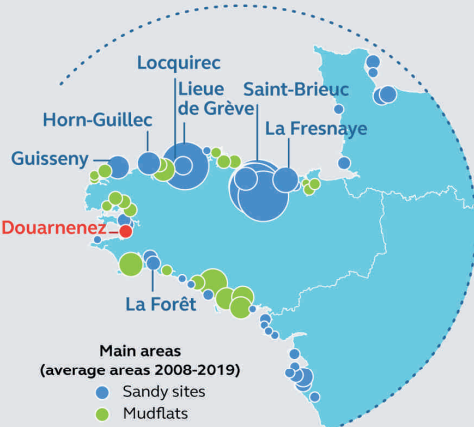 Locquirec
Lieue
de Grève
Saint-Brieuc
Horn-Guillec
La Fresnaye
Guisseny
Douarnenez
La Forêt
Main areas
(average areas 2008-2019)
Sandy sites
Mudflats